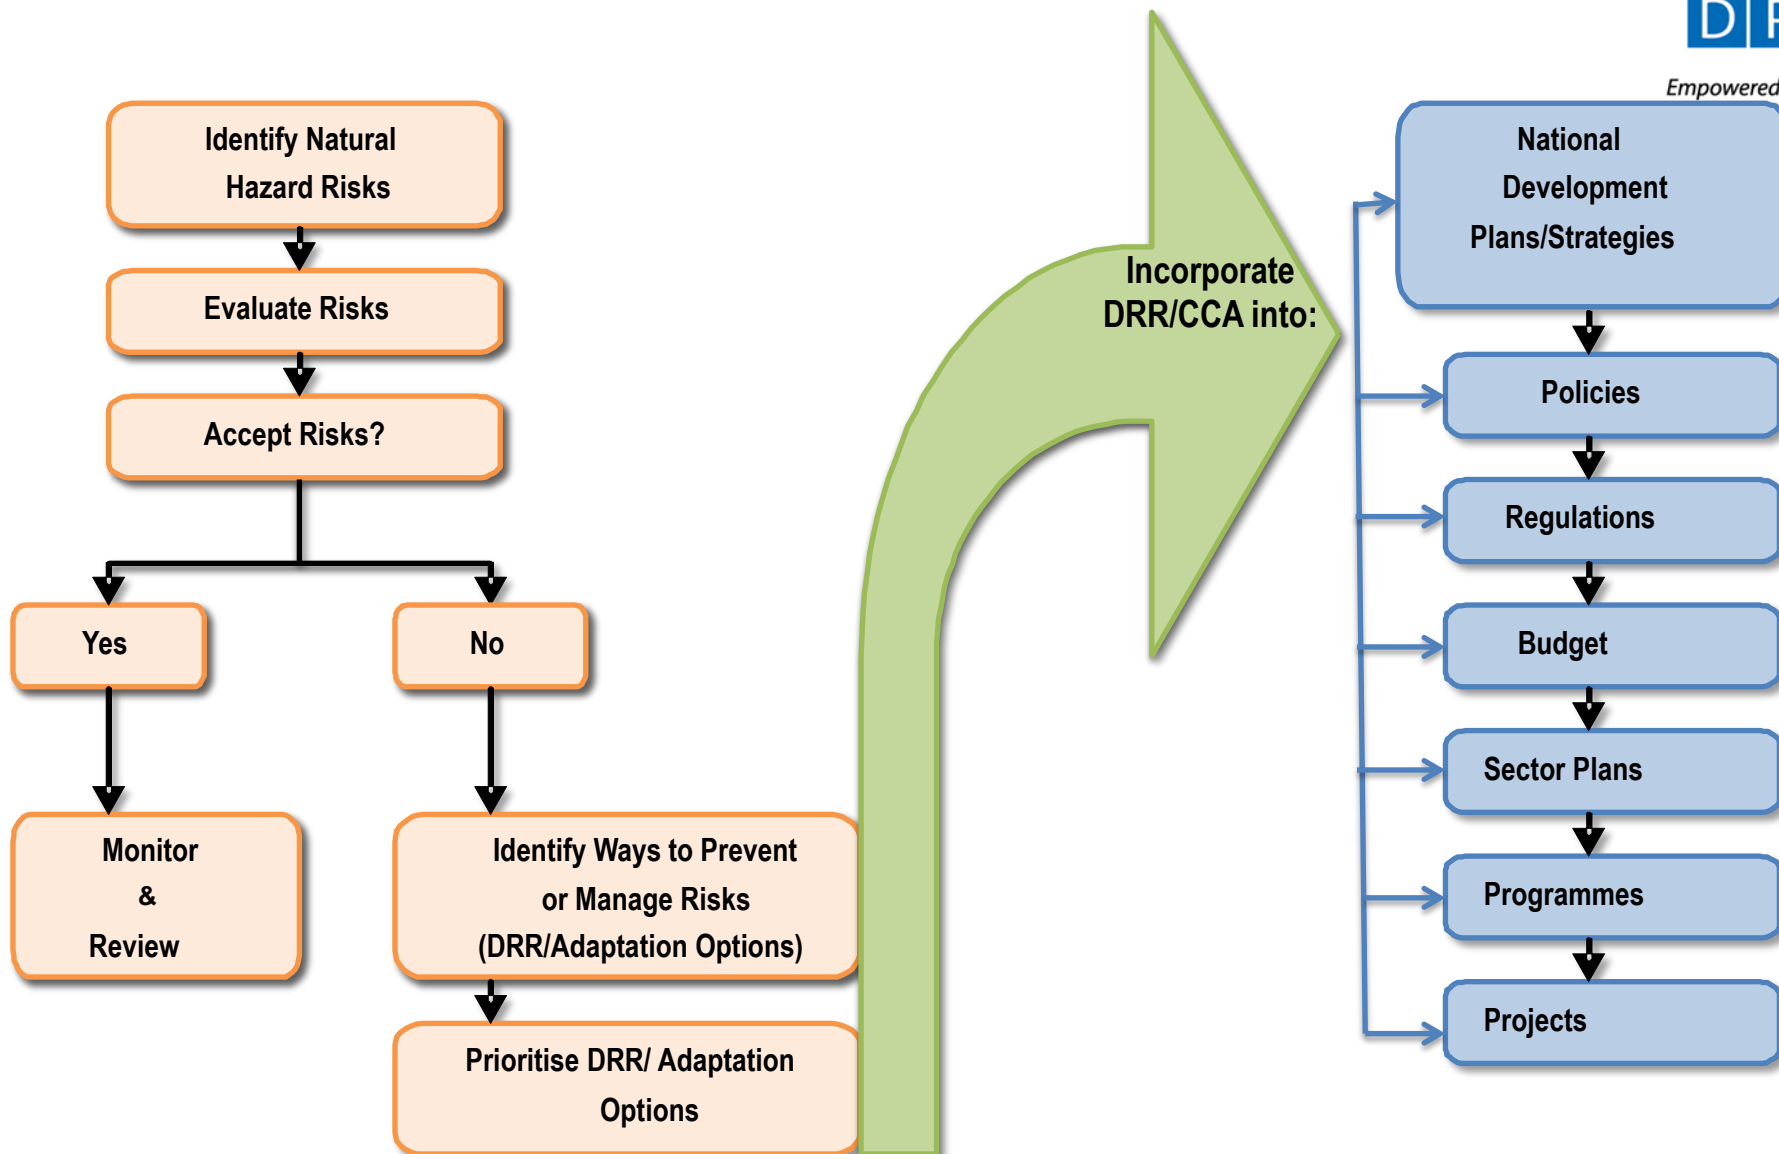 D
Empowered
Identify Natural
Hazard Risks
Evaluate Risks
Accept Risks?
Yes
No
Monitor
&
Review
Identify Ways to Prevent
or Manage Risks
(DRR/Adaptation Options)
Prioritise DRR/ Adaptation
Options
Incorporate
DRR/CCA into:
National
Development
Plans/Strategies
Policies
Regulations
Budget
Sector Plans
Programmes
Projects